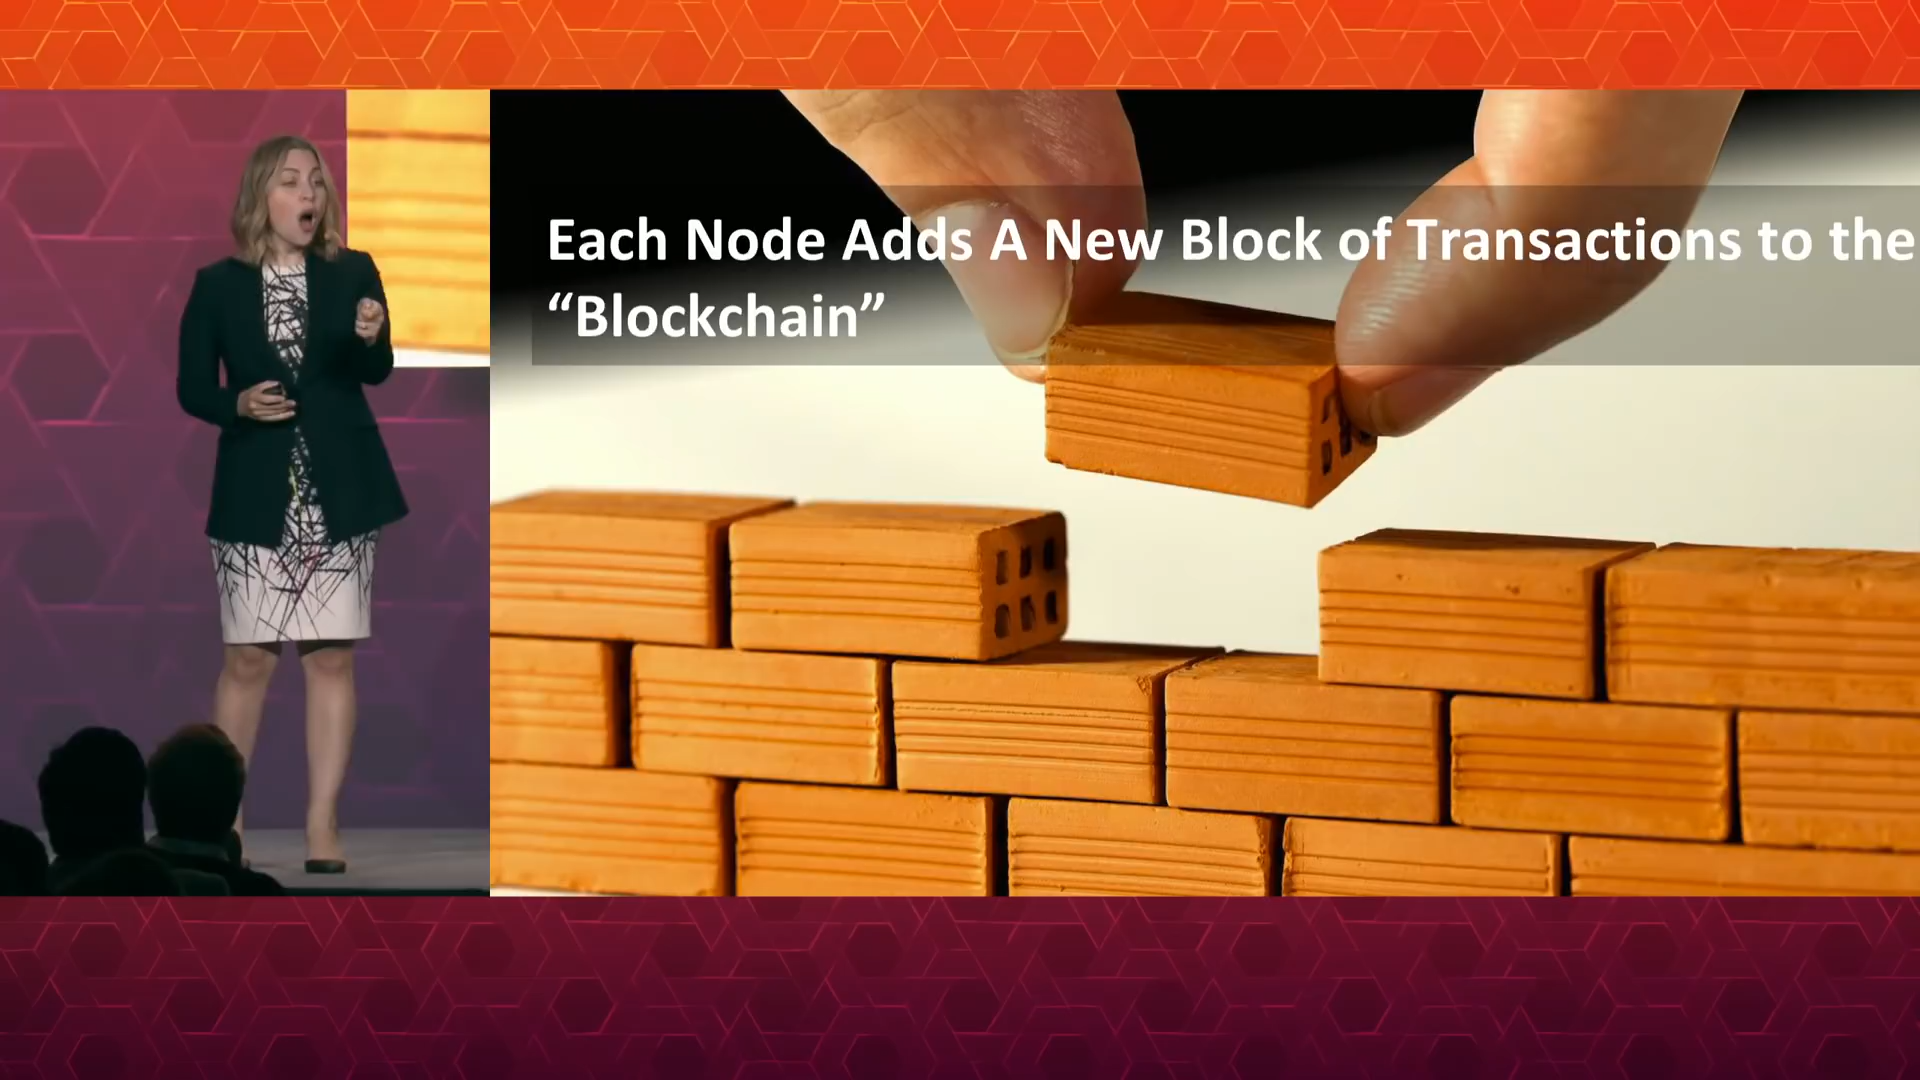 Each Node Adds A New Block of Transactions to the
“Blockchain”